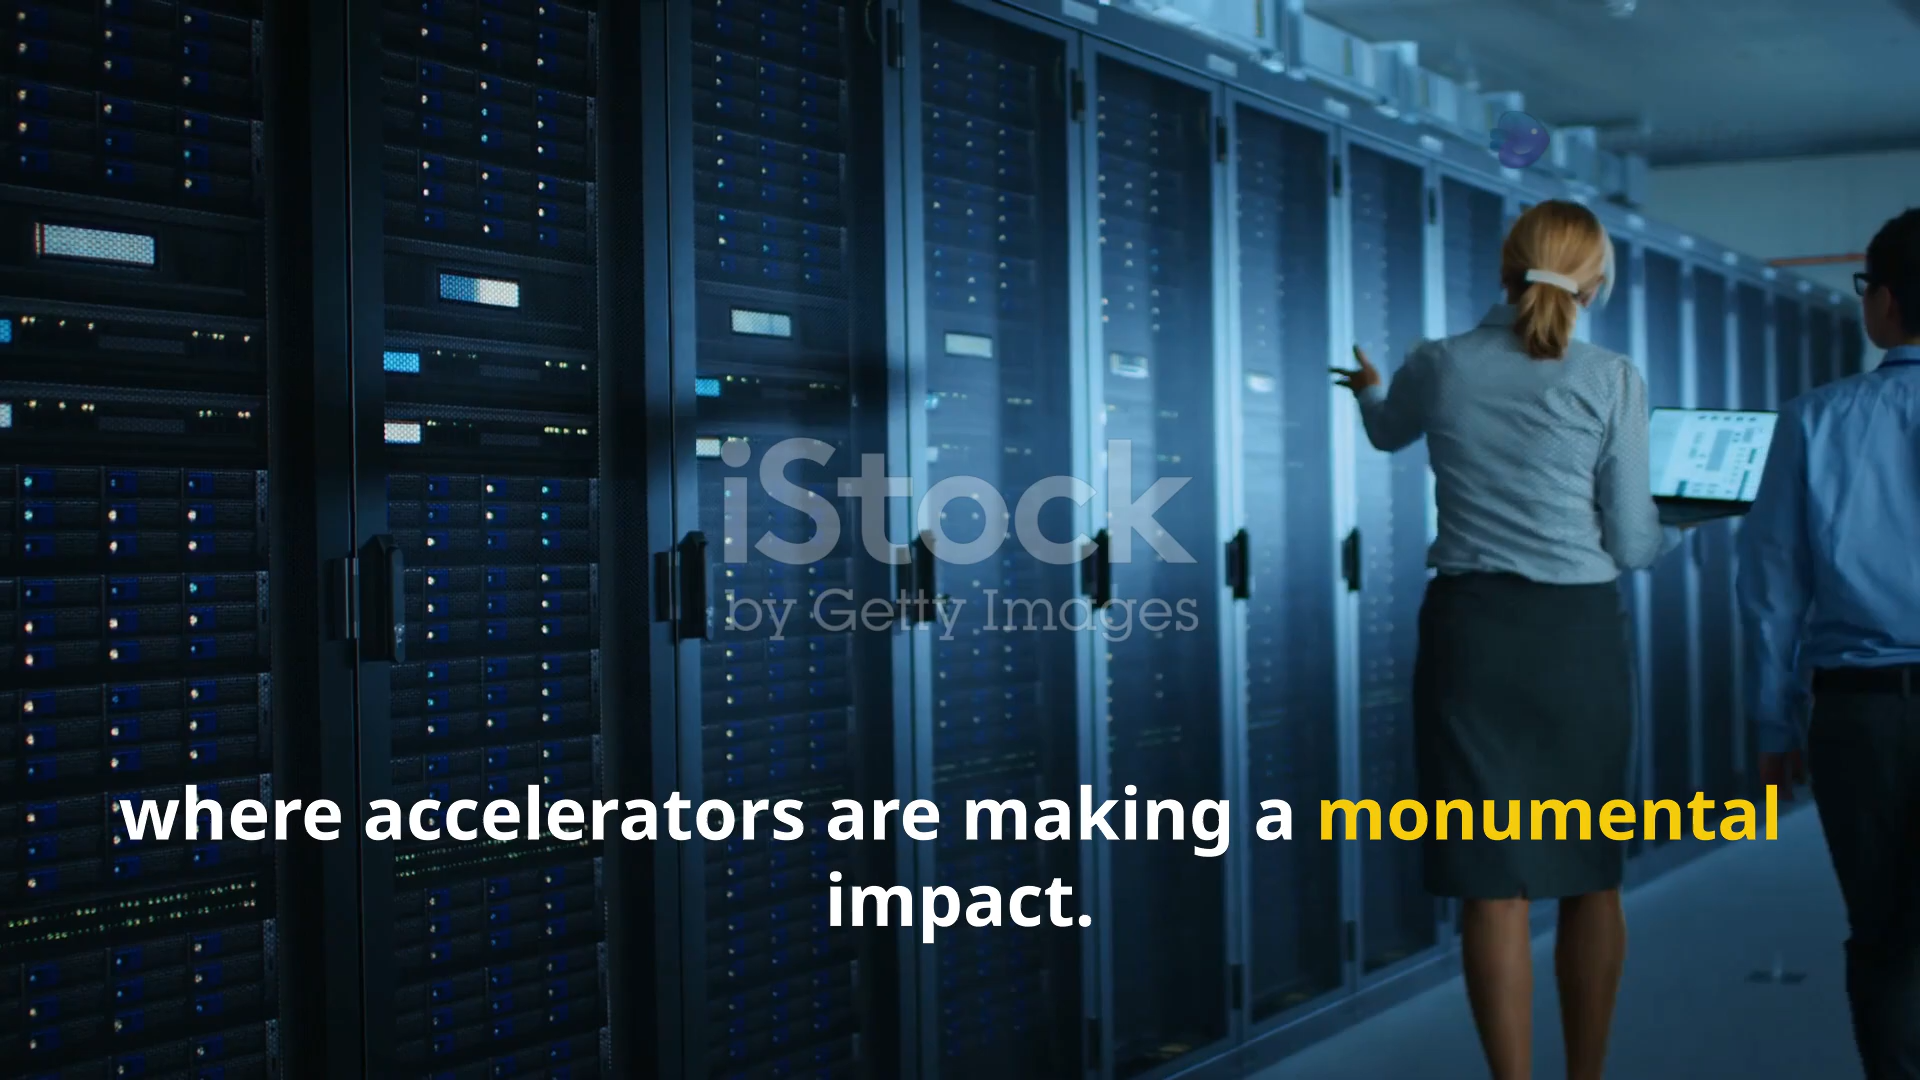 iStock
by Getty Images
where accelerators are making a monumental
impact.